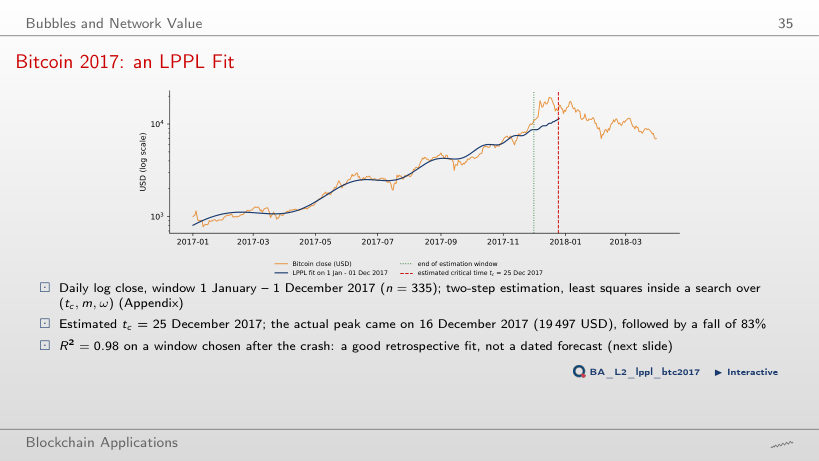 Bubbles and Network Value 35
Bitcoin 2017: an LPPL Fit
USD (log scale)
10⁴
10³
2017-01 2017-03 2017-05 2017-07 2017-09 2017-11 2018-01 2018-03
Bitcoin close (USD) end of estimation window
LPPL fit on 1 Jan - 01 Dec 2017 estimated critical time t_c = 25 Dec 2017
Daily log close, window 1 January – 1 December 2017 (n = 335); two-step estimation, least squares inside a search over
(t_c, m, ω) (Appendix)
Estimated t_c = 25 December 2017; the actual peak came on 16 December 2017 (19 497 USD), followed by a fall of 83%
R² = 0.98 on a window chosen after the crash: a good retrospective fit, not a dated forecast (next slide)
BA_L2_lppl_btc2017 ▶ Interactive
Blockchain Applications